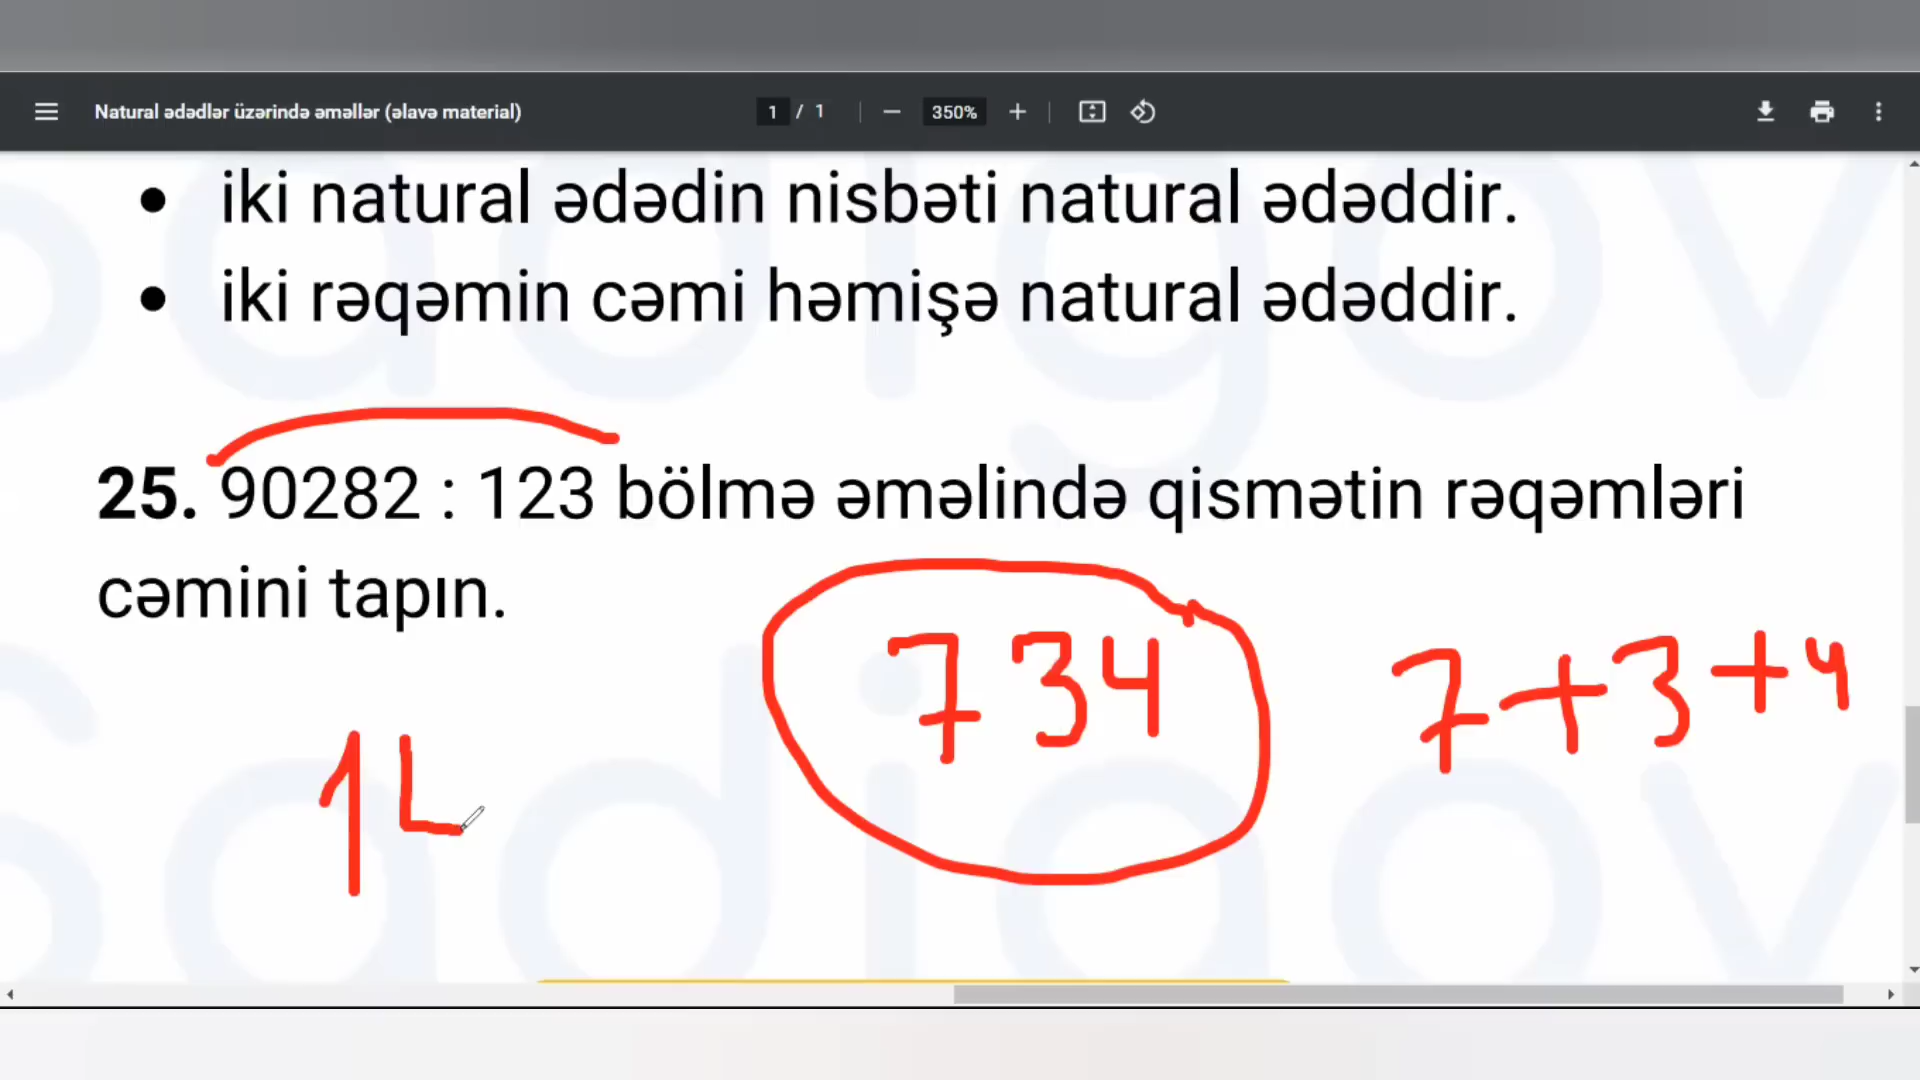 Natural ədədlər üzərində əməllər (əlavə material)
1 / 1
350%
iki natural ədədin nisbəti natural ədəddir.
iki rəqəmin cəmi həmişə natural ədəddir.
25. 90282 : 123 bölmə əməlində qismətin rəqəmləri
cəmini tapın.
734
7+3+4